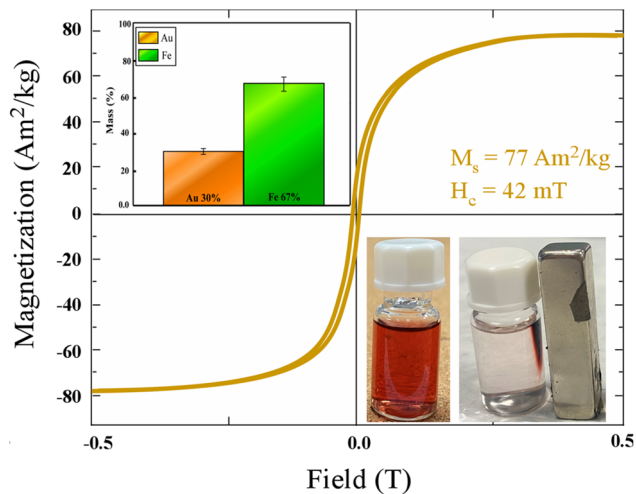 Magnetization (Am²/kg)
80
60
40
20
0
-20
-40
-60
-80
-0.5
0.0
0.5
Field (T)
Mₛ = 77 Am²/kg
H꜀ = 42 mT
Au
Fe
Mass (%)
100
80
60
40
20
0.0
Au 30%
Fe 67%